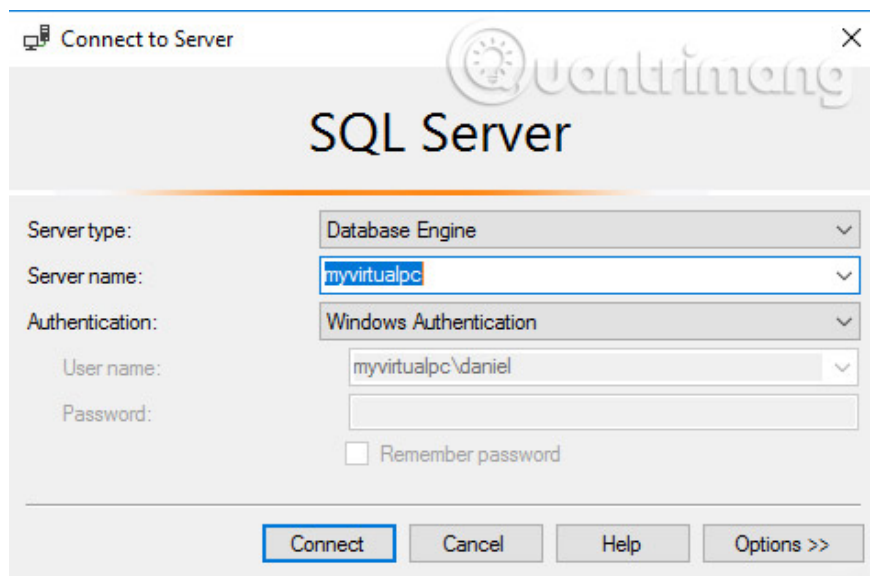 Connect to Server
Quantrimang
SQL Server
Server type: Database Engine
Server name: myvirtualpc
Authentication: Windows Authentication
User name: myvirtualpc\daniel
Password:
Remember password
Connect Cancel Help Options >>